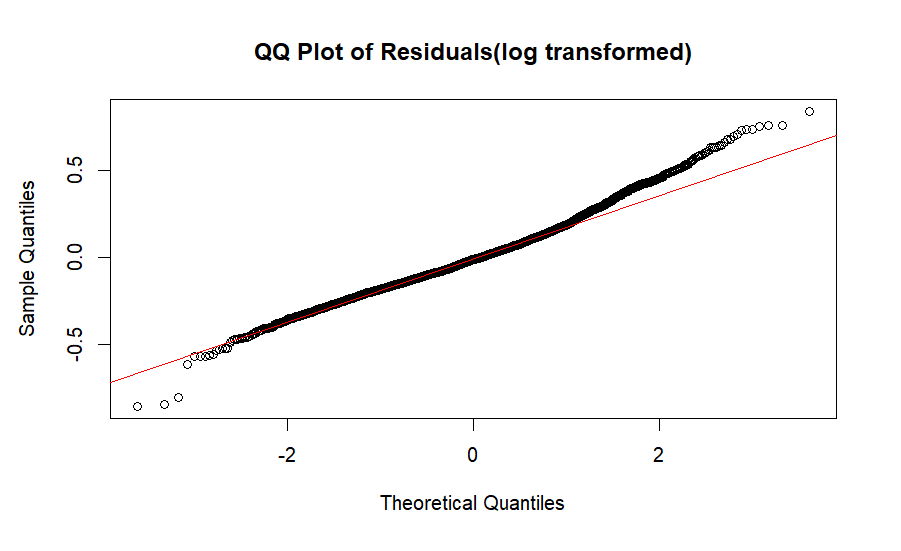 QQ Plot of Residuals(log transformed)
0.5
0.0
-0.5
Sample Quantiles
-2
0
2
Theoretical Quantiles